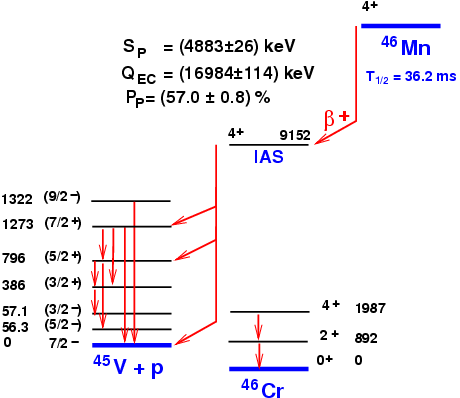 4+
46Mn
T1/2 = 36.2 ms
SP = (4883±26) keV
QEC = (16984±114) keV
PP= (57.0 ± 0.8) %
β+
4+ 9152
IAS
1322 (9/2−)
1273 (7/2+)
796 (5/2+)
386 (3/2+)
57.1 (3/2−)
56.3 (5/2−)
0 7/2−
45V + p
4+ 1987
2+ 892
0+ 0
46Cr